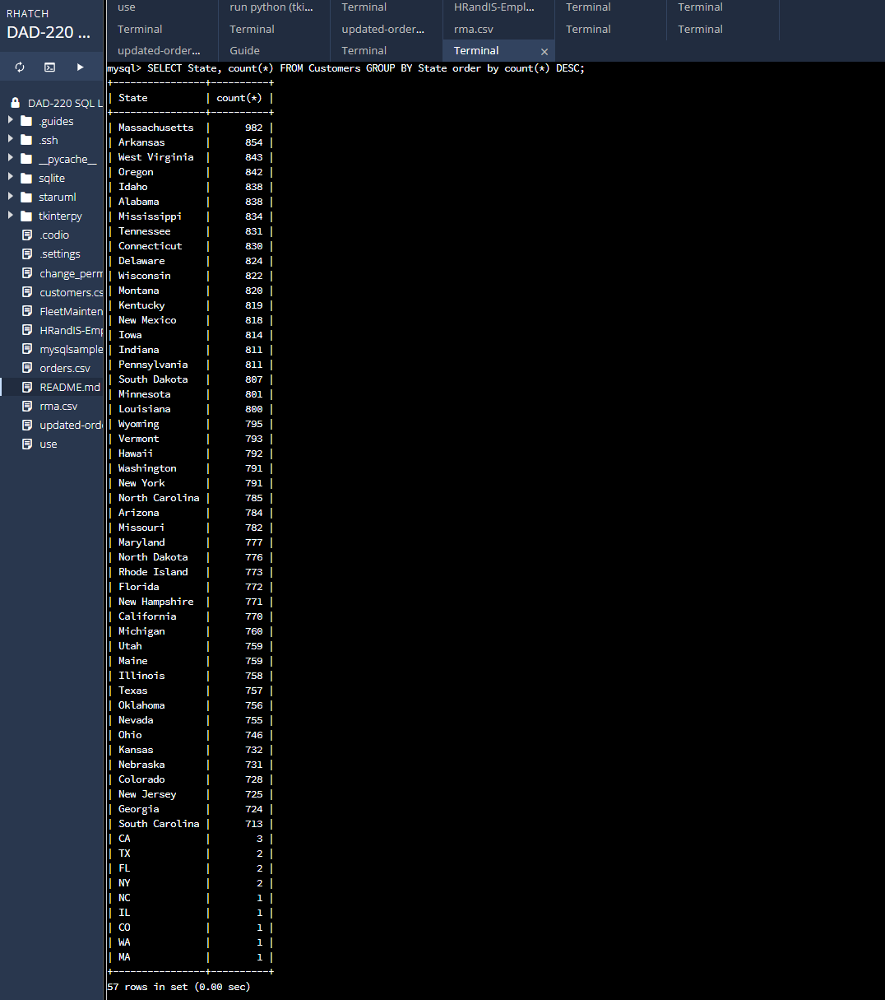 RHATCH
DAD-220 ...
use
run python (tki...
Terminal
HRandIS-Empl...
Terminal
Terminal
Terminal
Terminal
updated-order...
rma.csv
Terminal
Terminal
updated-order...
Guide
Terminal
Terminal
×
DAD-220 SQL L
.guides
.ssh
__pycache__
sqlite
staruml
tkinterpy
.codio
.settings
change_perm
customers.cs
FleetMainten
HRandIS-Emp
mysqlsample
orders.csv
README.md
rma.csv
updated-orde
use
mysql> SELECT State, count(*) FROM Customers GROUP BY State order by count(*) DESC;
+----------------+----------+
| State          | count(*) |
+----------------+----------+
| Massachusetts  |      982 |
| Arkansas       |      854 |
| West Virginia  |      843 |
| Oregon         |      842 |
| Idaho          |      838 |
| Alabama        |      838 |
| Mississippi    |      834 |
| Tennessee      |      831 |
| Connecticut    |      830 |
| Delaware       |      824 |
| Wisconsin      |      822 |
| Montana        |      820 |
| Kentucky       |      819 |
| New Mexico     |      818 |
| Iowa           |      814 |
| Indiana        |      811 |
| Pennsylvania   |      811 |
| South Dakota   |      807 |
| Minnesota      |      801 |
| Louisiana      |      800 |
| Wyoming        |      795 |
| Vermont        |      793 |
| Hawaii         |      792 |
| Washington     |      791 |
| New York       |      791 |
| North Carolina |      785 |
| Arizona        |      784 |
| Missouri       |      782 |
| Maryland       |      777 |
| North Dakota   |      776 |
| Rhode Island   |      773 |
| Florida        |      772 |
| New Hampshire  |      771 |
| California     |      770 |
| Michigan       |      760 |
| Utah           |      759 |
| Maine          |      759 |
| Illinois       |      758 |
| Texas          |      757 |
| Oklahoma       |      756 |
| Nevada         |      755 |
| Ohio           |      746 |
| Kansas         |      732 |
| Nebraska       |      731 |
| Colorado       |      728 |
| New Jersey     |      725 |
| Georgia        |      724 |
| South Carolina |      713 |
| CA             |        3 |
| TX             |        2 |
| FL             |        2 |
| NY             |        2 |
| NC             |        1 |
| IL             |        1 |
| CO             |        1 |
| WA             |        1 |
| MA             |        1 |
+----------------+----------+
57 rows in set (0.00 sec)